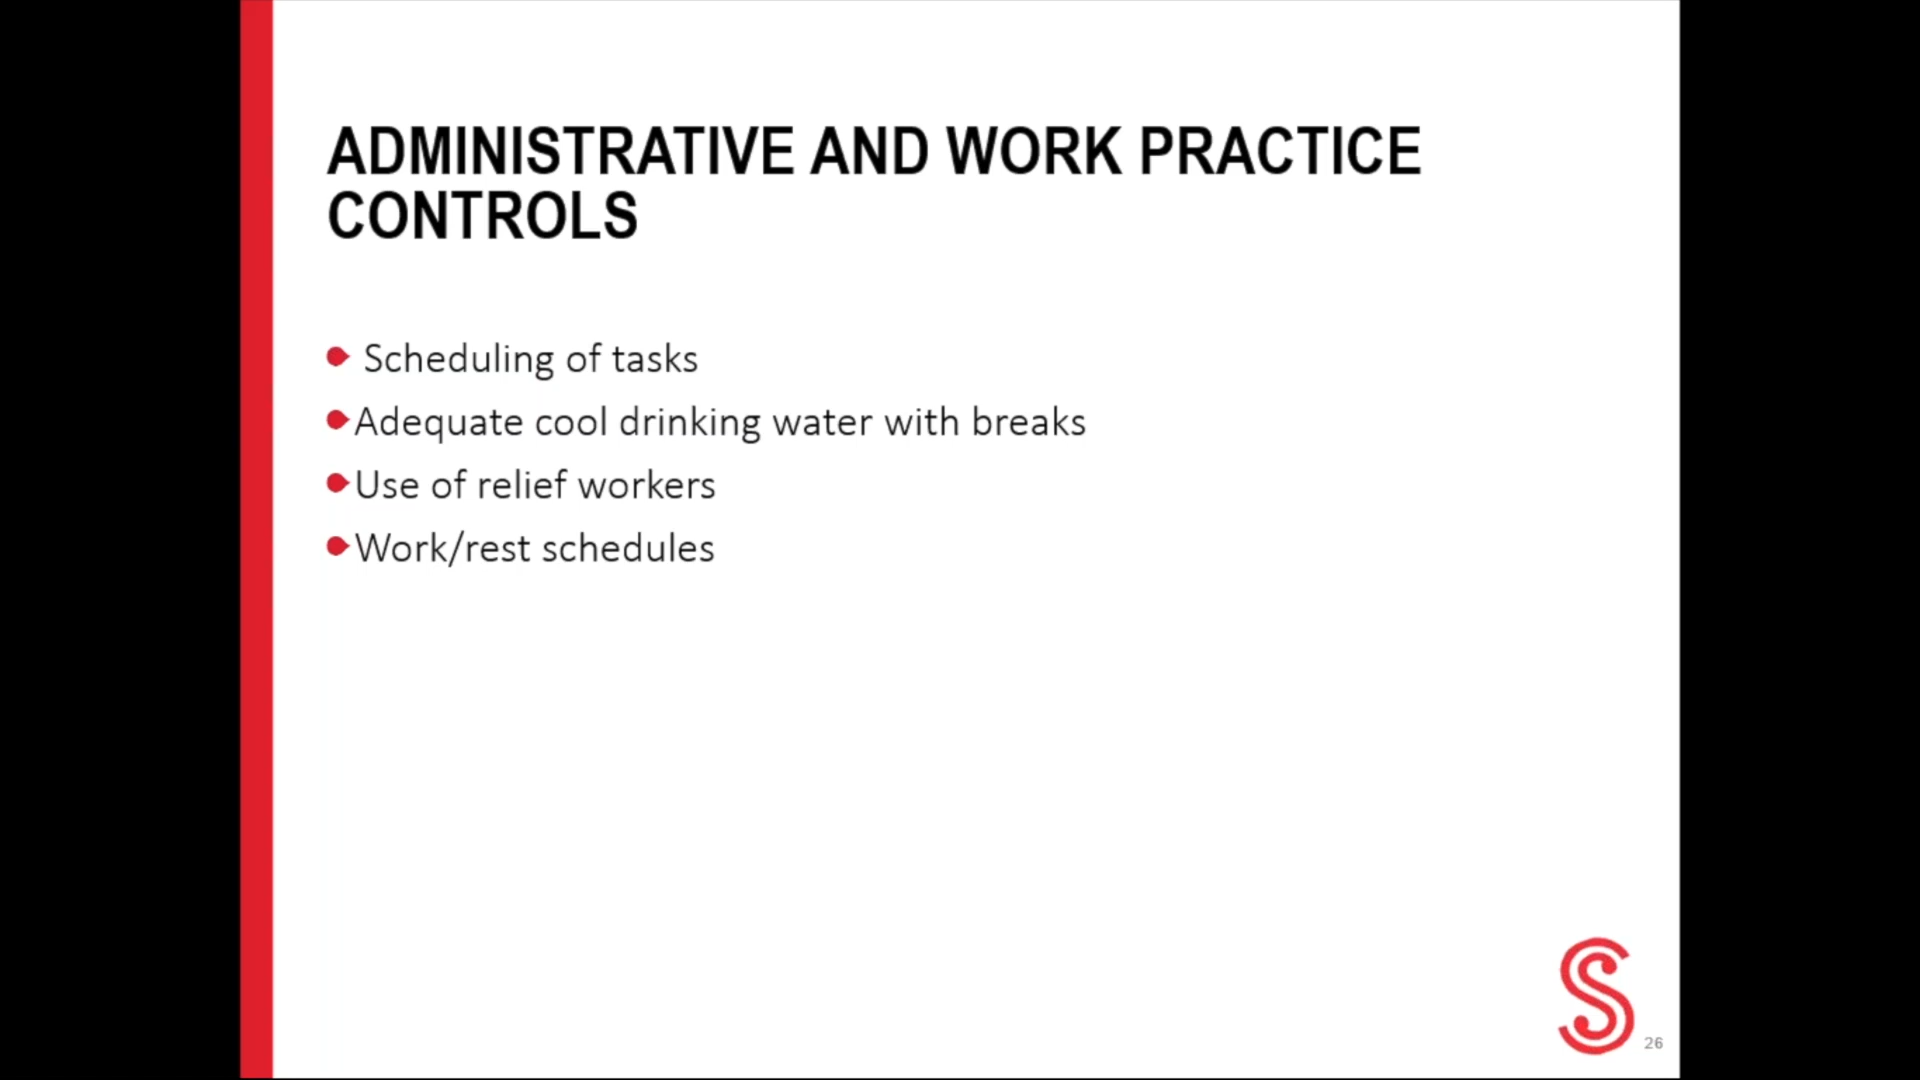 ADMINISTRATIVE AND WORK PRACTICE
CONTROLS
Scheduling of tasks
Adequate cool drinking water with breaks
Use of relief workers
Work/rest schedules
S
26